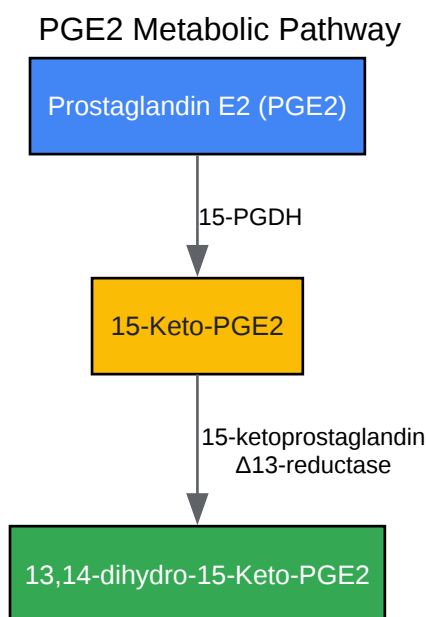 PGE2 Metabolic Pathway
Prostaglandin E2 (PGE2)
15-PGDH
15-Keto-PGE2
15-ketoprostaglandin
Δ13-reductase
13,14-dihydro-15-Keto-PGE2